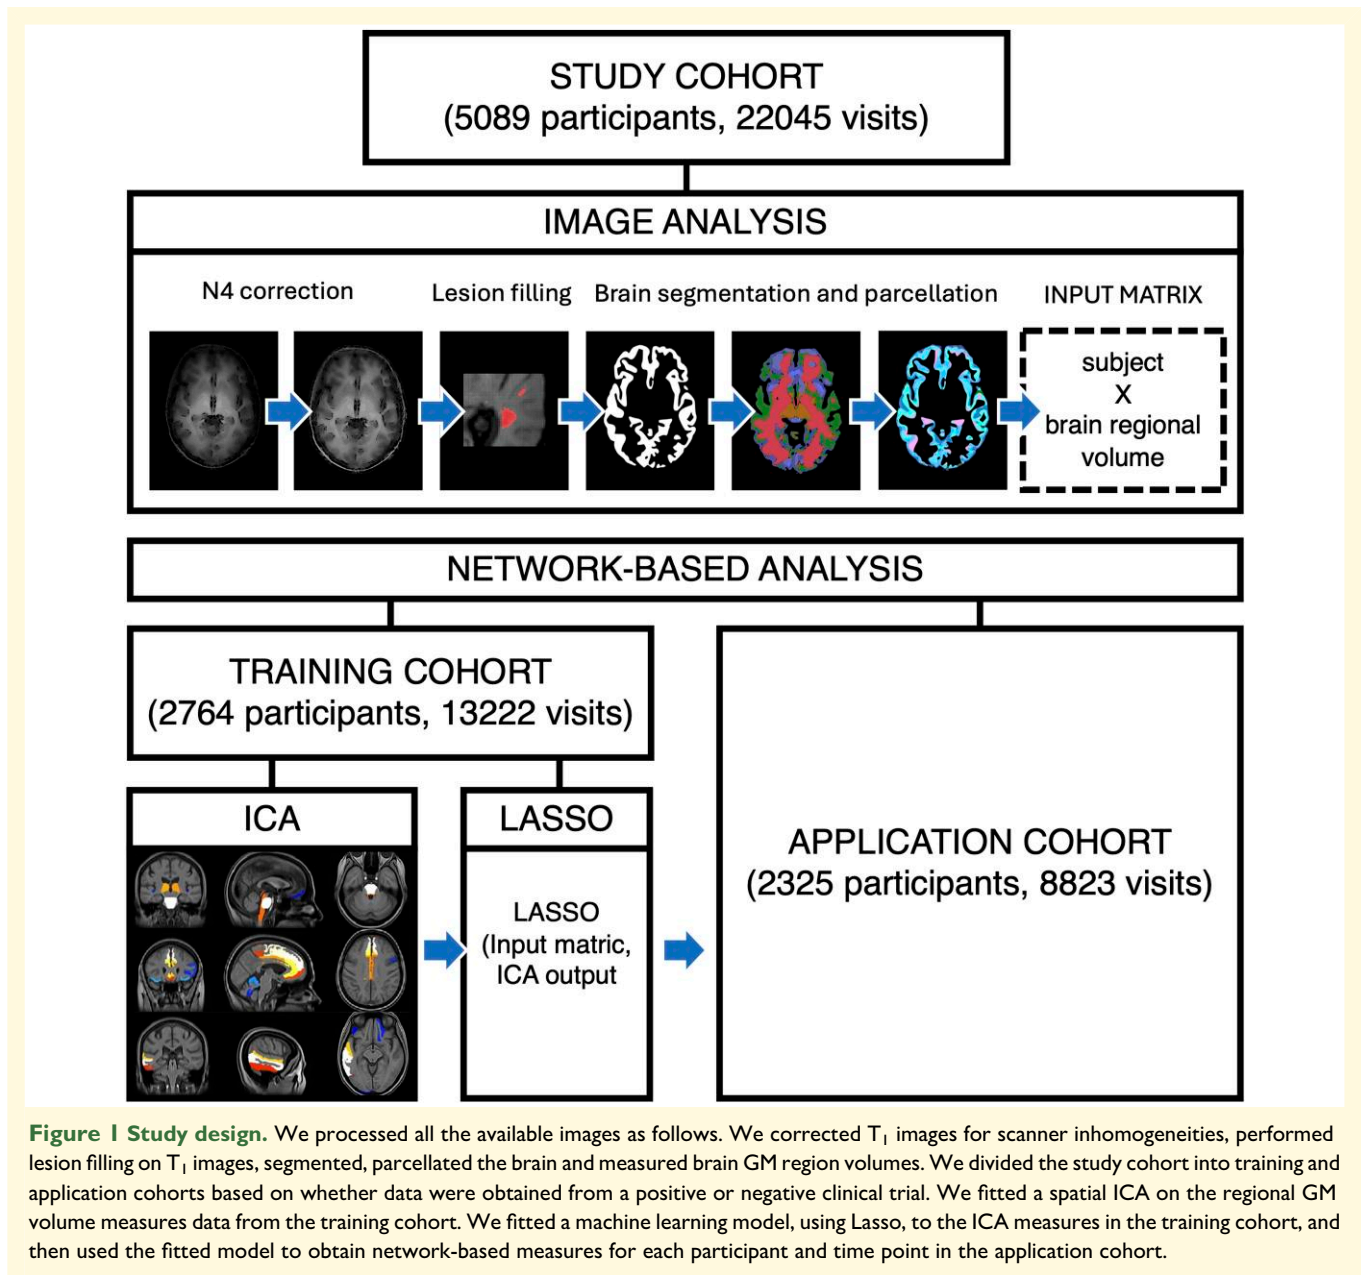 STUDY COHORT
(5089 participants, 22045 visits)
IMAGE ANALYSIS
N4 correction
Lesion filling
Brain segmentation and parcellation
INPUT MATRIX
subject
X
brain regional
volume
NETWORK-BASED ANALYSIS
TRAINING COHORT
(2764 participants, 13222 visits)
ICA
LASSO
LASSO
(Input matric,
ICA output
APPLICATION COHORT
(2325 participants, 8823 visits)
Figure 1 Study design. We processed all the available images as follows. We corrected T₁ images for scanner inhomogeneities, performed
lesion filling on T₁ images, segmented, parcellated the brain and measured brain GM region volumes. We divided the study cohort into training and
application cohorts based on whether data were obtained from a positive or negative clinical trial. We fitted a spatial ICA on the regional GM
volume measures data from the training cohort. We fitted a machine learning model, using Lasso, to the ICA measures in the training cohort, and
then used the fitted model to obtain network-based measures for each participant and time point in the application cohort.